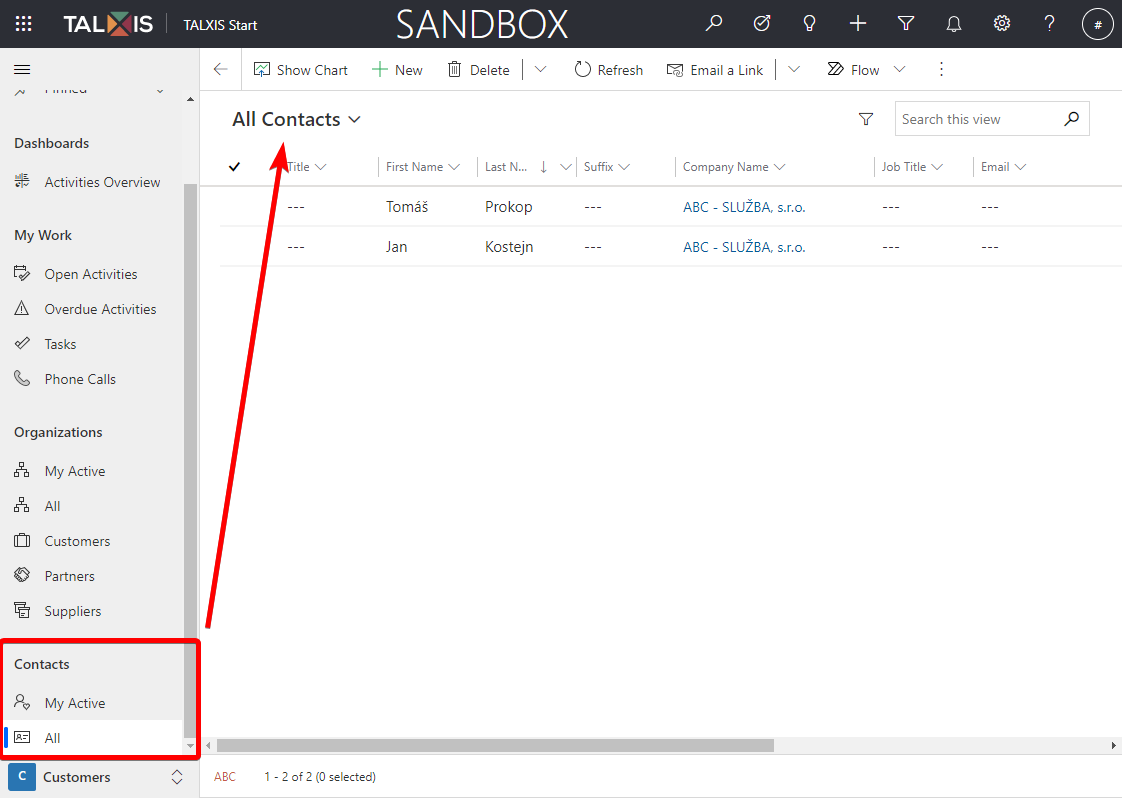 TALXIS TALXIS Start SANDBOX ? #
Show Chart New Delete Refresh Email a Link Flow
Pinned
All Contacts Search this view
Dashboards
Activities Overview
My Work
Open Activities
Overdue Activities
Tasks
Phone Calls
Organizations
My Active
All
Customers
Partners
Suppliers
Contacts
My Active
All
C Customers
Title First Name Last N... Suffix Company Name Job Title Email
--- Tomáš Prokop --- ABC - SLUŽBA, s.r.o. --- ---
--- Jan Kostejn --- ABC - SLUŽBA, s.r.o. --- ---
ABC 1 - 2 of 2 (0 selected)